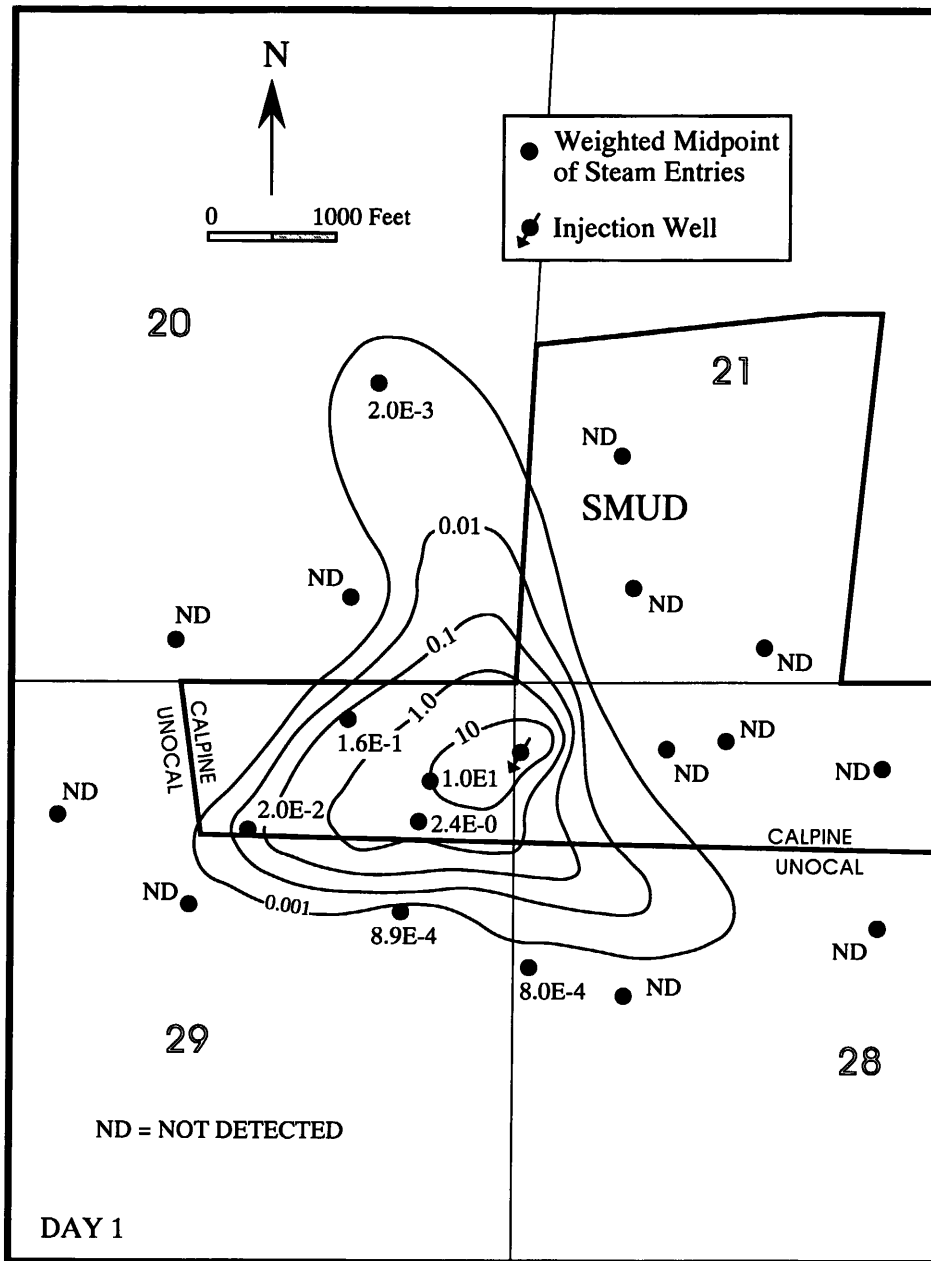 N
Weighted Midpoint
of Steam Entries
0 1000 Feet
Injection Well
20
21
2.0E-3
ND
SMUD
0.01
ND
ND
ND
0.1
ND
1.0
CALPINE
UNOCAL
10
1.6E-1
ND
ND
ND
1.0E1
ND
2.0E-2
2.4E-0
CALPINE
UNOCAL
ND
0.001
8.9E-4
ND
8.0E-4
ND
29
28
ND = NOT DETECTED
DAY 1